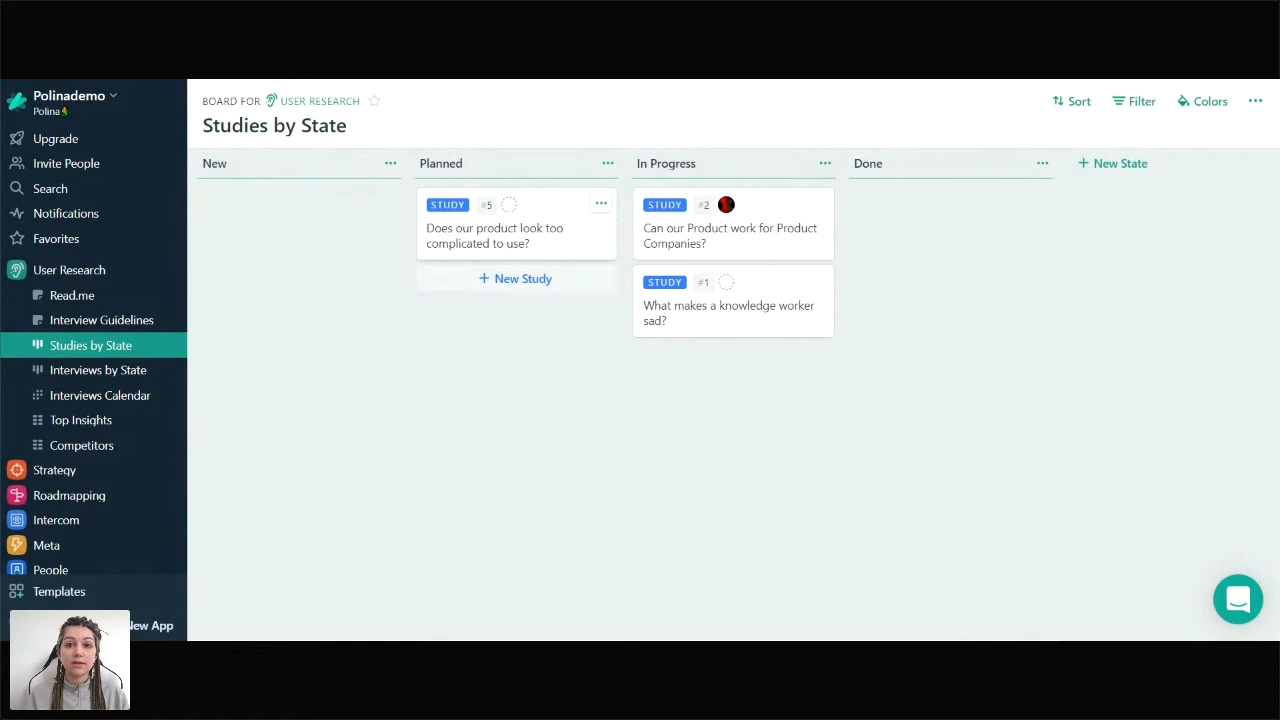 Polinademo
Polina
Upgrade
Invite People
Search
Notifications
Favorites
User Research
Read.me
Interview Guidelines
Studies by State
Interviews by State
Interviews Calendar
Top Insights
Competitors
Strategy
Roadmapping
Intercom
Meta
People
Templates
New App
BOARD FOR USER RESEARCH
Studies by State
Sort
Filter
Colors
New
Planned
STUDY #5
Does our product look too
complicated to use?
+ New Study
In Progress
STUDY #2
Can our Product work for Product
Companies?
STUDY #1
What makes a knowledge worker
sad?
Done
+ New State